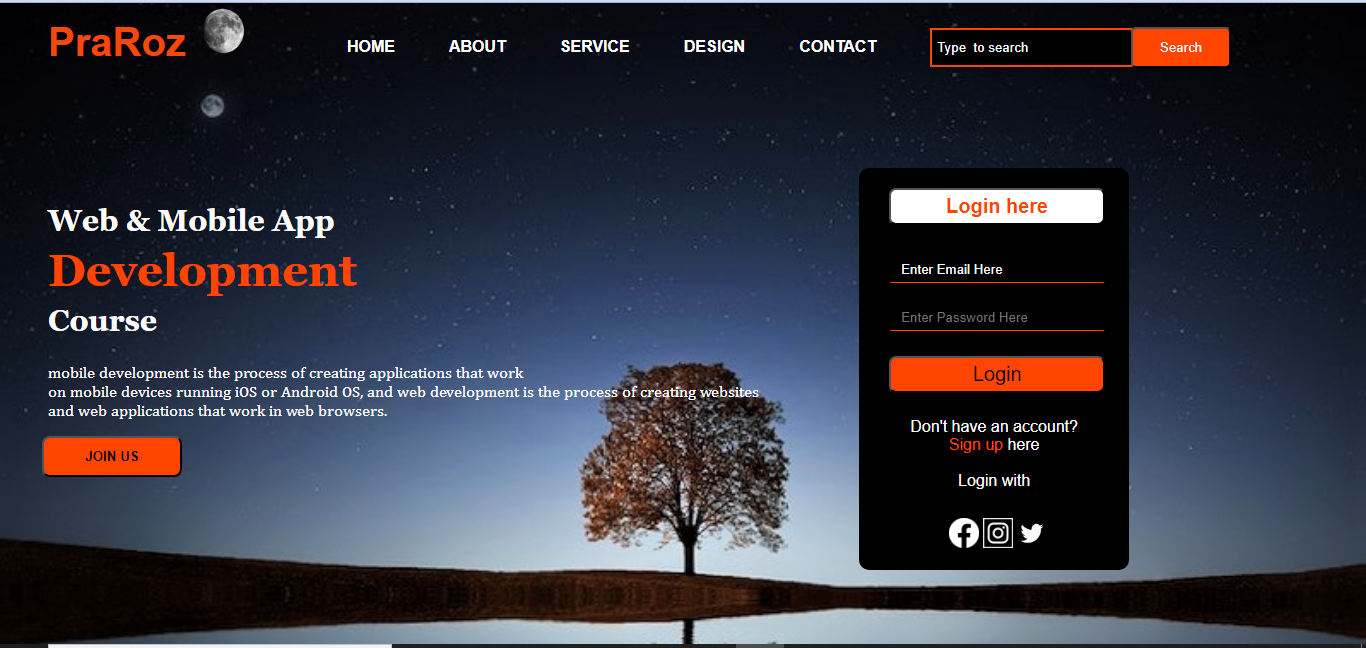 PraRoz
HOME ABOUT SERVICE DESIGN CONTACT
Type  to search
Search
Web & Mobile App
Development
Course
mobile development is the process of creating applications that work
on mobile devices running iOS or Android OS, and web development is the process of creating websites
and web applications that work in web browsers.
JOIN US
Login here
Enter Email Here
Enter Password Here
Login
Don't have an account?
Sign up here
Login with